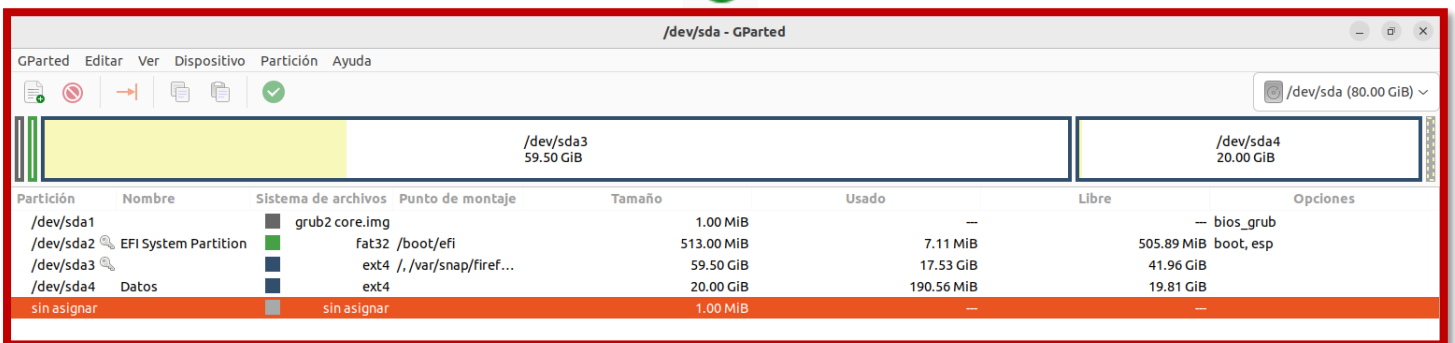 /dev/sda - GParted
GParted Editar Ver Dispositivo Partición Ayuda
/dev/sda (80.00 GiB)
/dev/sda3
59.50 GiB
/dev/sda4
20.00 GiB
Partición Nombre Sistema de archivos Punto de montaje Tamaño Usado Libre Opciones
/dev/sda1 grub2 core.img 1.00 MiB --- --- bios_grub
/dev/sda2 EFI System Partition fat32 /boot/efi 513.00 MiB 7.11 MiB 505.89 MiB boot, esp
/dev/sda3 ext4 /, /var/snap/firef... 59.50 GiB 17.53 GiB 41.96 GiB
/dev/sda4 Datos ext4 20.00 GiB 190.56 MiB 19.81 GiB
sin asignar sin asignar 1.00 MiB --- ---